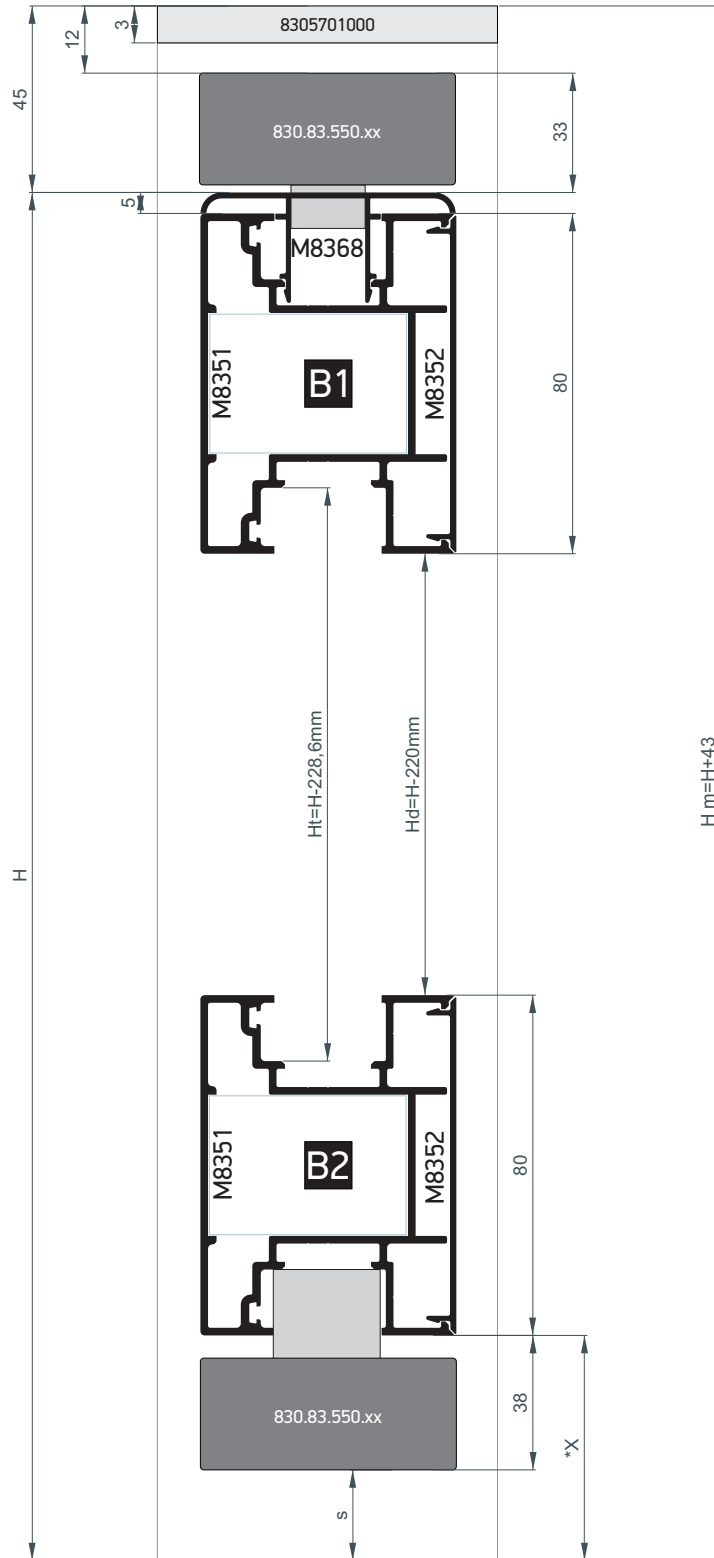 8305701000
3
12
45
830.83.550.xx
33
5
M8368
M8351
B1
M8352
80
Ht=H-228,6mm
Hd=H-220mm
H m=H+43
H
M8351
B2
M8352
80
830.83.550.xx
38
*X
s